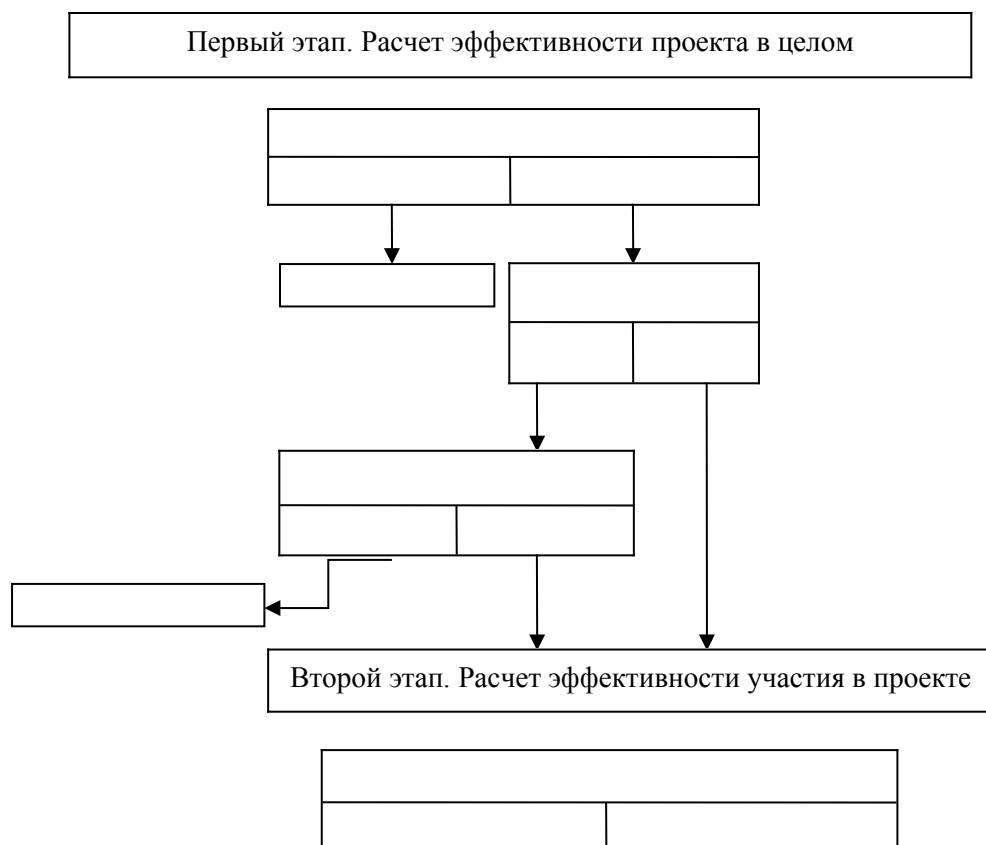 Первый этап. Расчет эффективности проекта в целом
Второй этап. Расчет эффективности участия в проекте